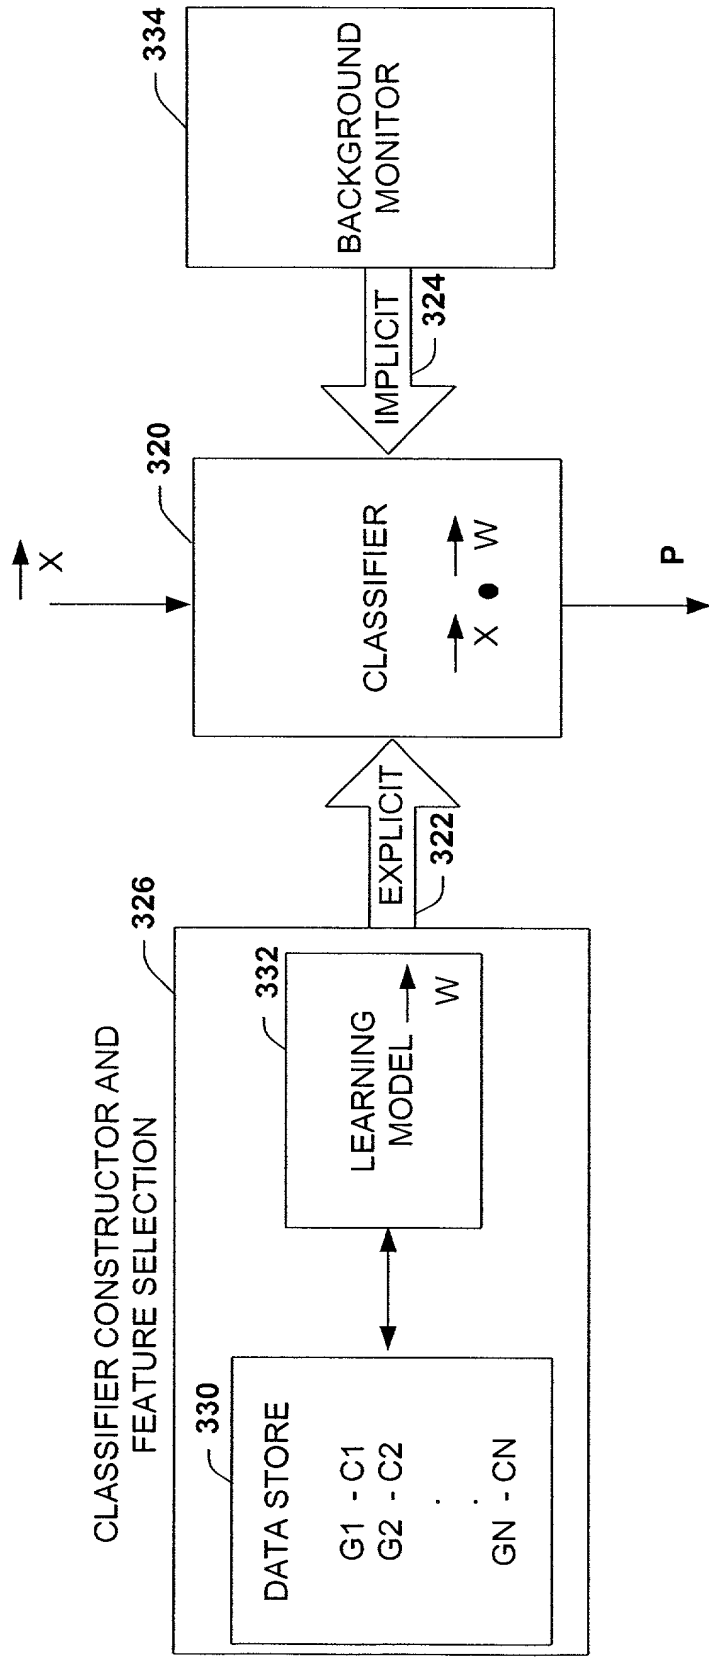 CLASSIFIER CONSTRUCTOR AND
FEATURE SELECTION
326
330
DATA STORE
G1 - C1
G2 - C2
.
.
GN - CN
332
LEARNING
MODEL
W
EXPLICIT
322
X
320
CLASSIFIER
X • W
P
IMPLICIT
324
334
BACKGROUND
MONITOR